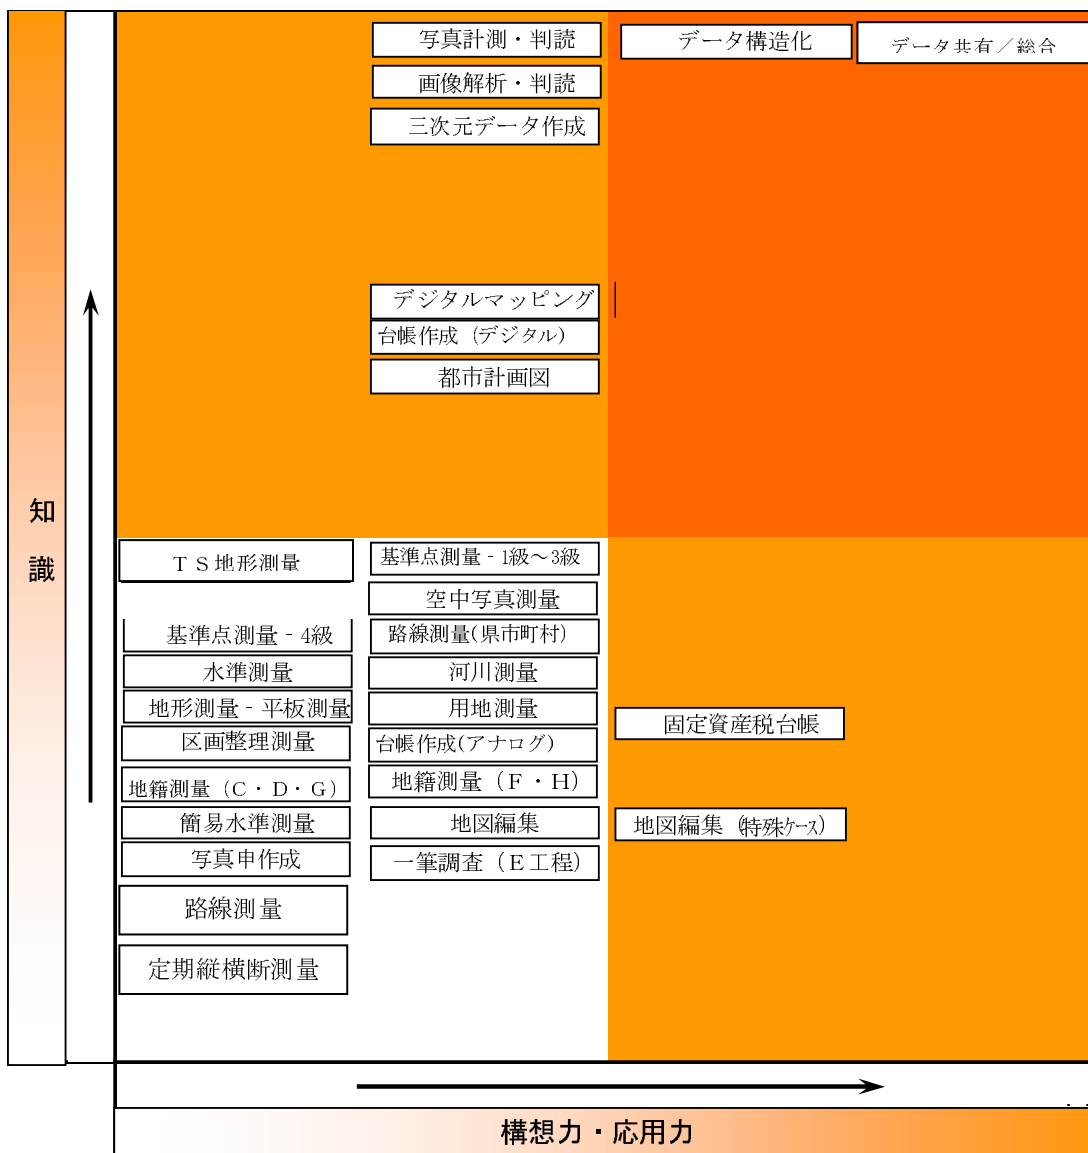 写真計測・判読
データ構造化
データ共有／総合
画像解析・判読
三次元データ作成
デジタルマッピング
台帳作成（デジタル）
都市計画図
知識
ＴＳ地形測量
基準点測量‐1級～3級
空中写真測量
基準点測量‐4級
路線測量(県市町村)
水準測量
河川測量
地形測量‐平板測量
用地測量
固定資産税台帳
区画整理測量
台帳作成(アナログ)
地籍測量（Ｃ・Ｄ・Ｇ）
地籍測量（Ｆ・Ｈ）
簡易水準測量
地図編集
地図編集（特殊ケース）
写真申作成
一筆調査（Ｅ工程）
路線測量
定期縦横断測量
構想力・応用力